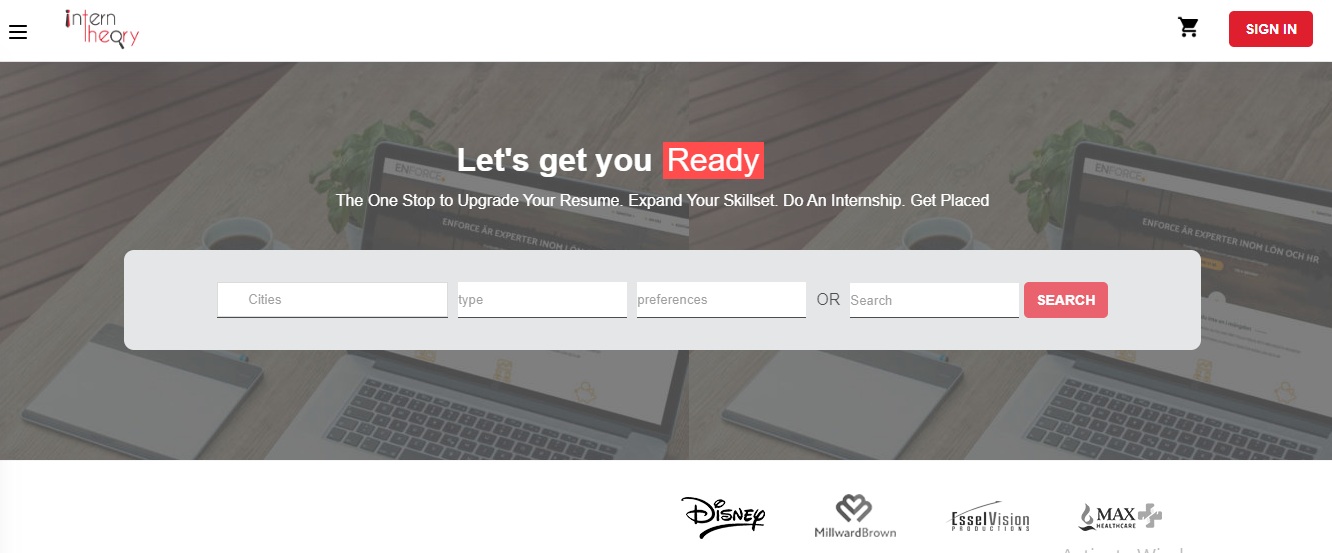 intern
theory
SIGN IN
Let's get you Ready
The One Stop to Upgrade Your Resume. Expand Your Skillset. Do An Internship. Get Placed
ENFORCE
ENFORCE
ENFORCE ÄR EXPERTER INOM LÖN OCH HR
Cities
type
preferences
OR
Search
SEARCH
Disney
MillwardBrown
EsselVision
PRODUCTIONS
MAX
HEALTHCARE